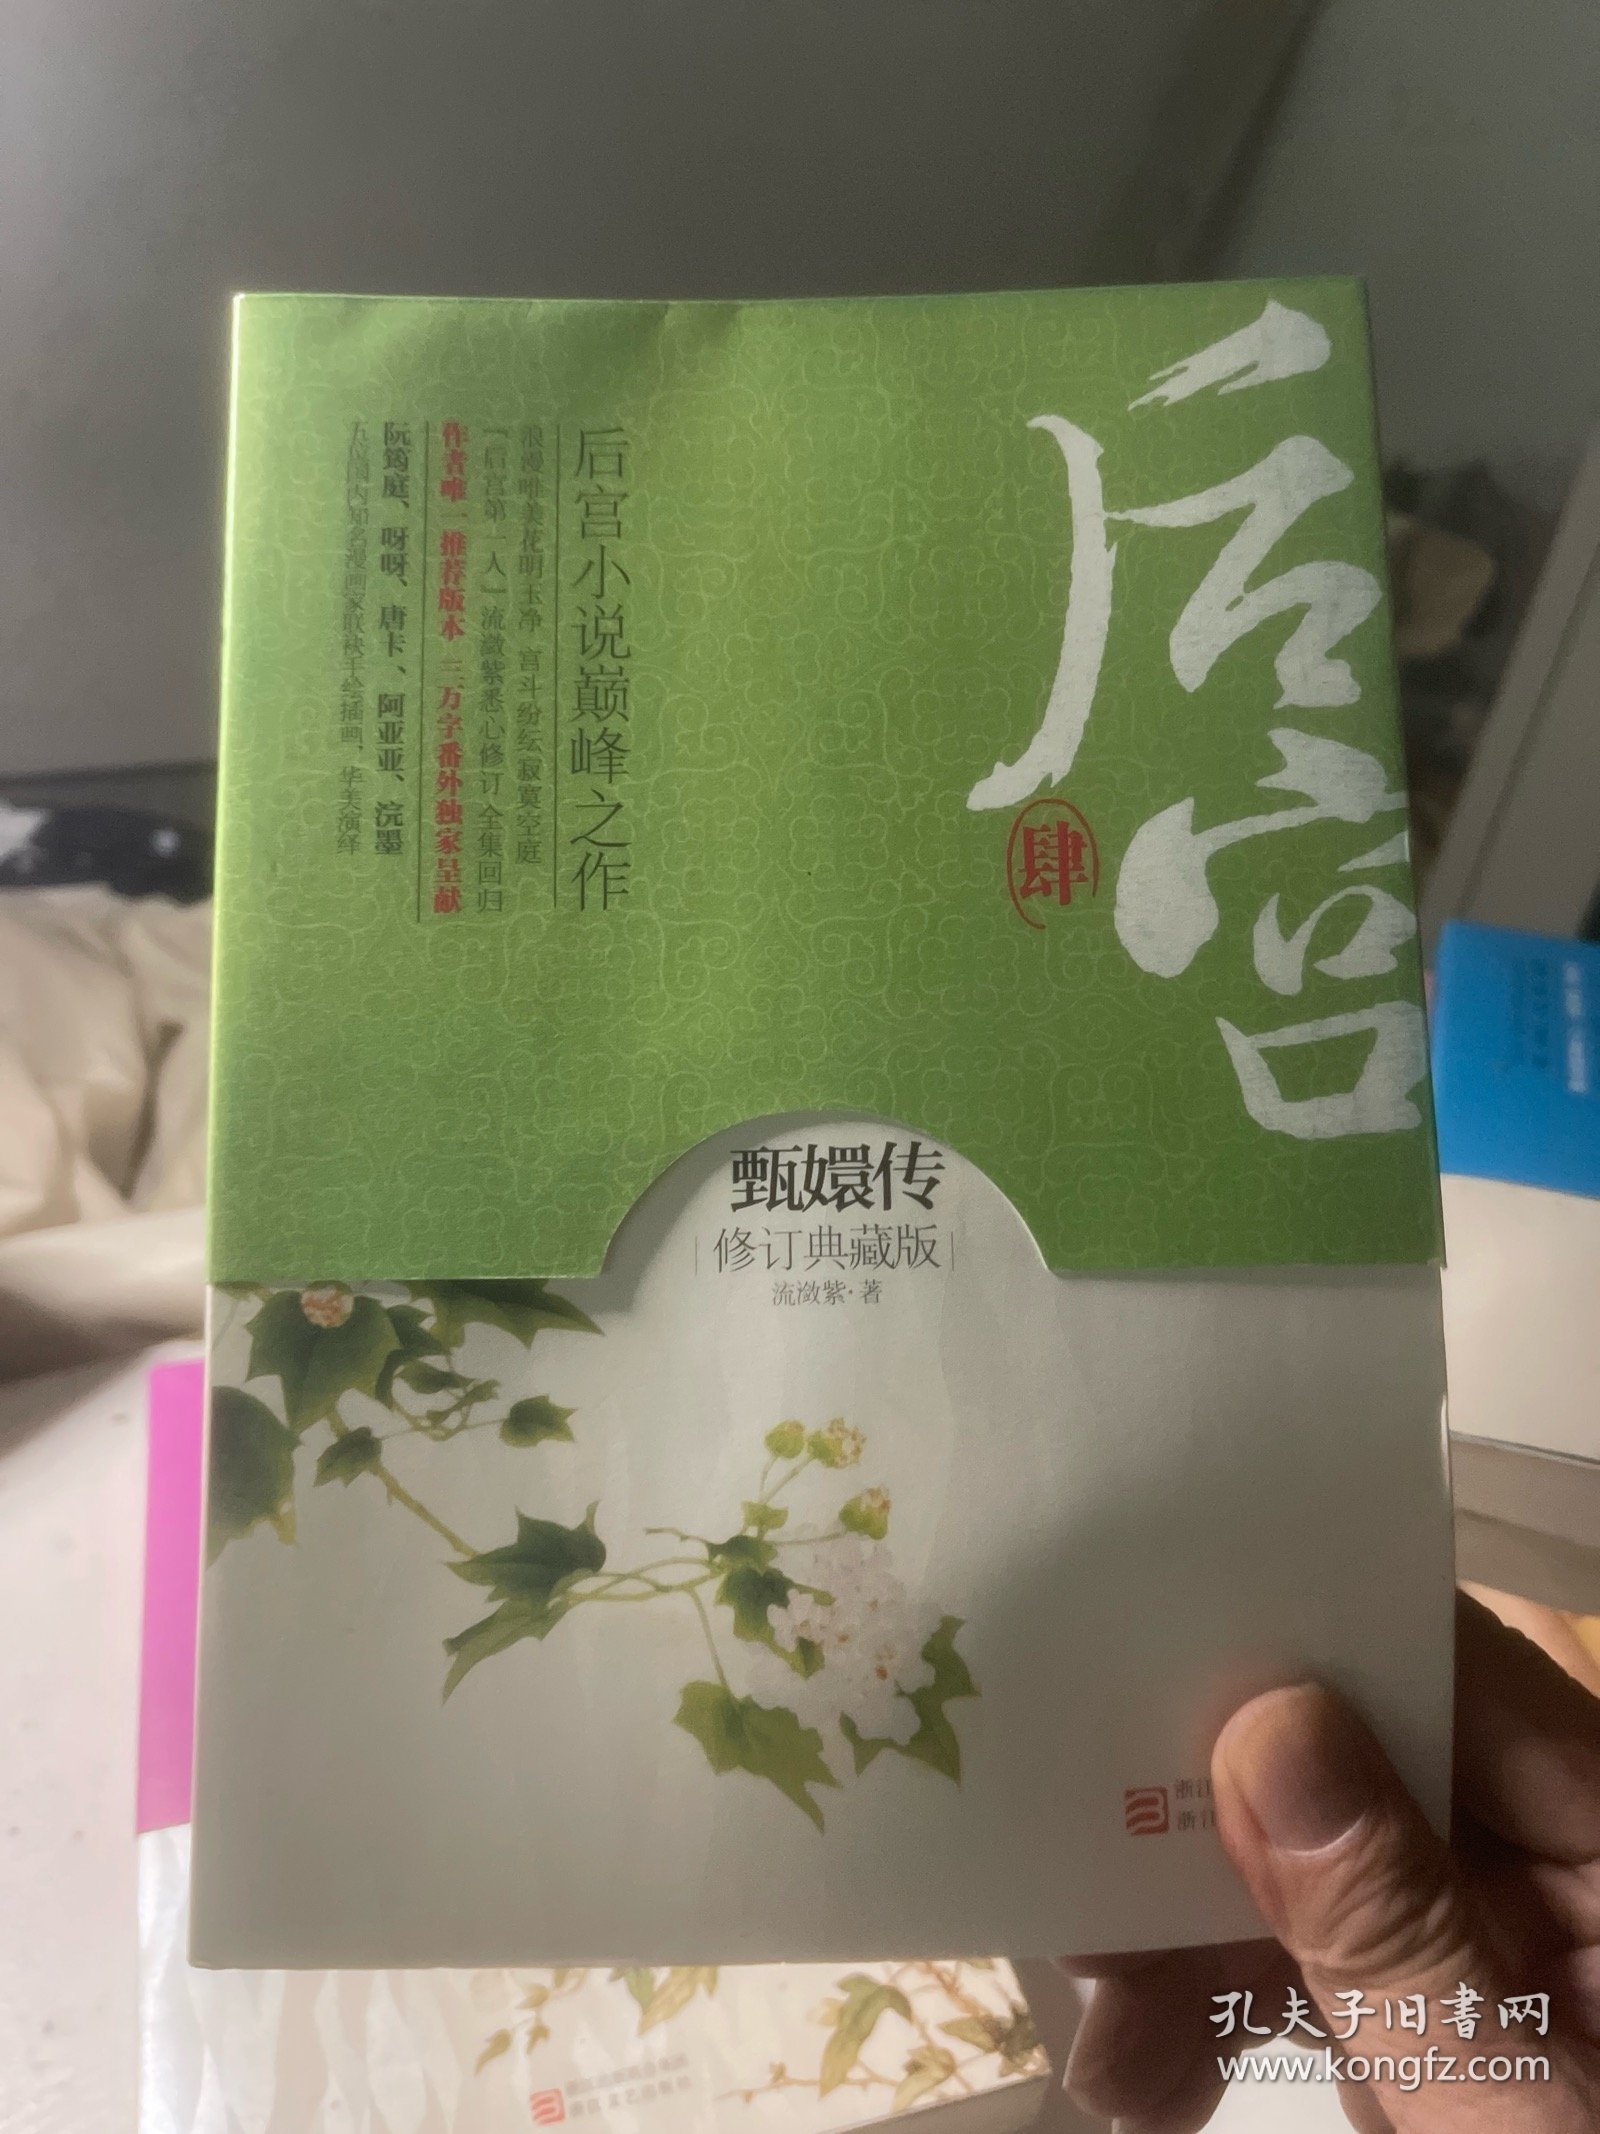 后宫
肆
后宫小说巅峰之作
浪漫唯美花明玉净 宫斗纷纭寂寞空庭
「后宫第一人」流潋紫悉心修订 全集回归
作者唯一推荐版本 三万字番外独家呈献
阮筠庭、呀呀、唐卡、阿亚亚、浣墨
五位国内知名漫画家联袂手绘插画，华美演绎
甄嬛传
修订典藏版
流潋紫·著
浙江
浙江
孔夫子旧书网
www.kongfz.com